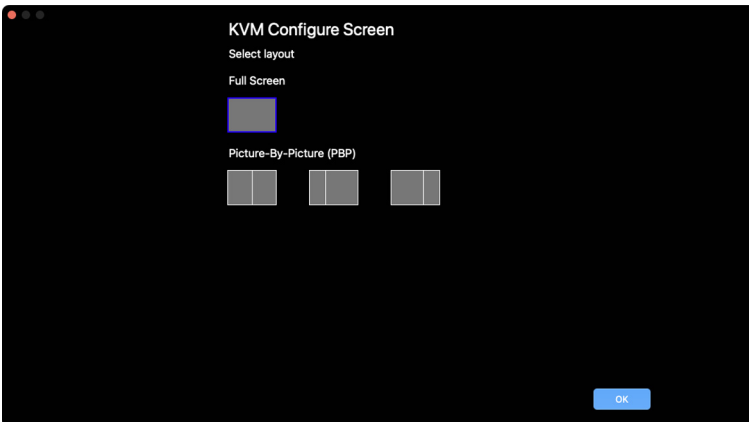 KVM Configure Screen
Select layout
Full Screen
Picture-By-Picture (PBP)
OK